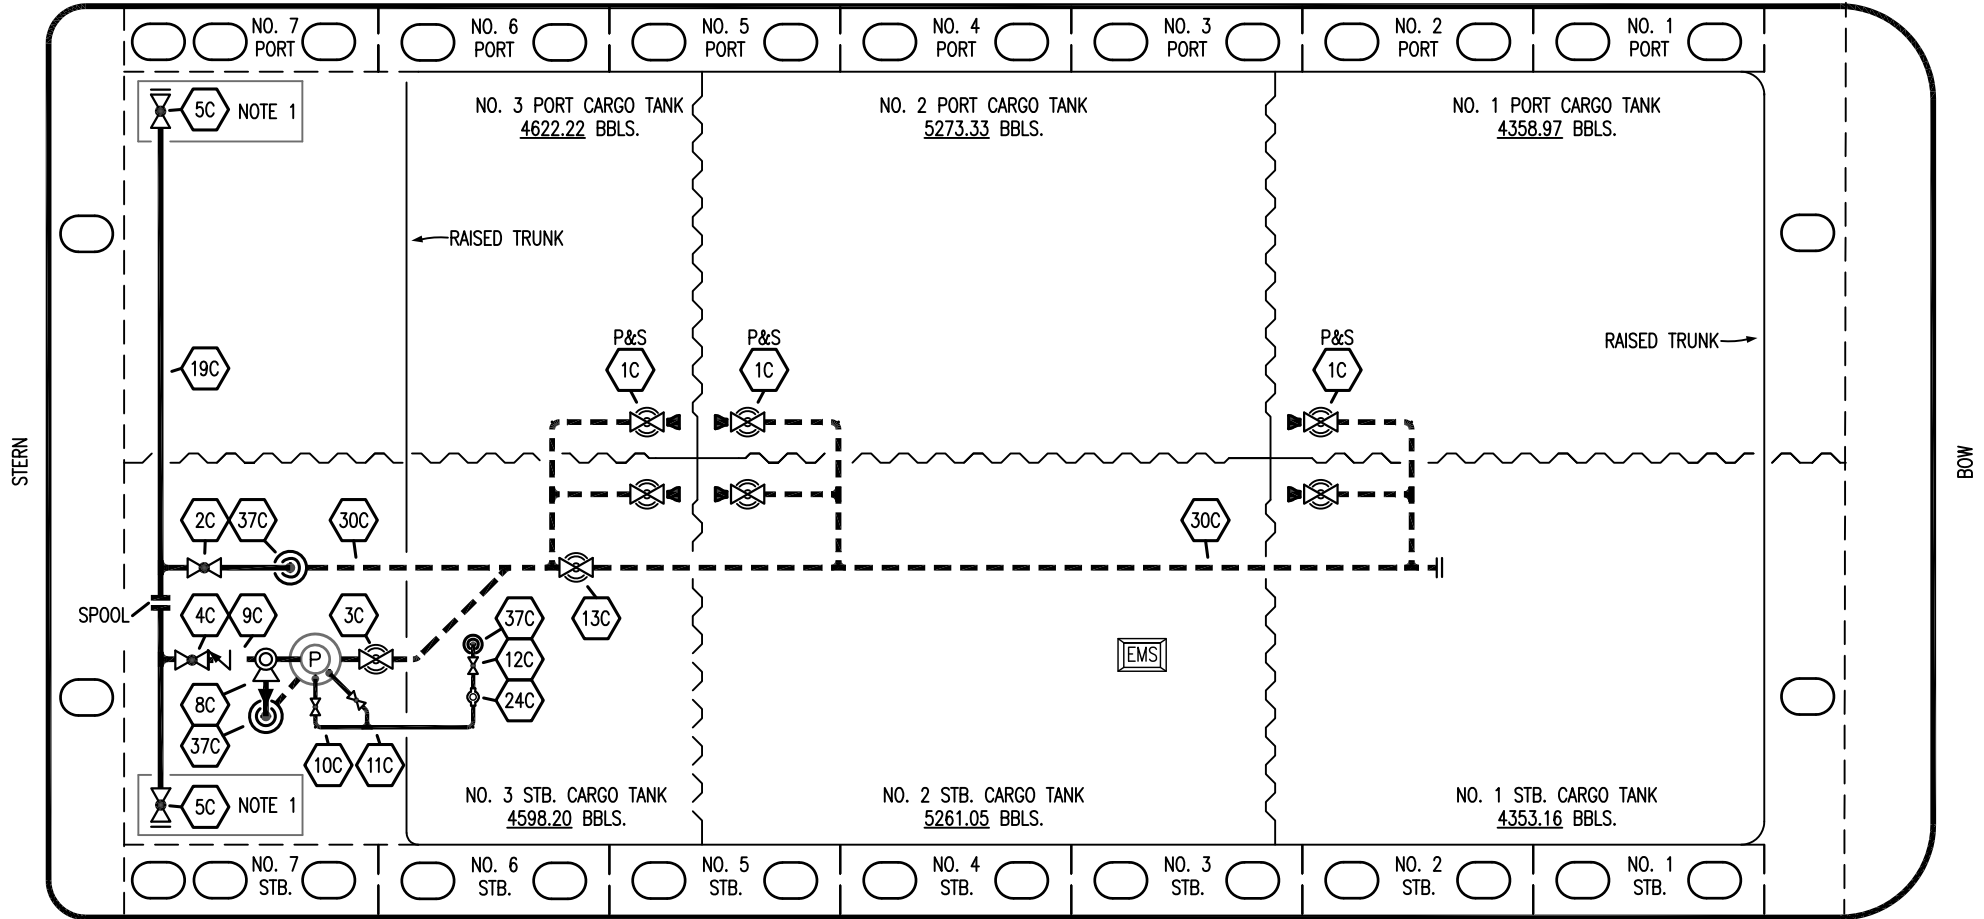 NO. 7
PORT
NO. 6
PORT
NO. 5
PORT
NO. 4
PORT
NO. 3
PORT
NO. 2
PORT
NO. 1
PORT
5C
NOTE 1
NO. 3 PORT CARGO TANK
4622.22 BBLS.
NO. 2 PORT CARGO TANK
5273.33 BBLS.
NO. 1 PORT CARGO TANK
4358.97 BBLS.
RAISED TRUNK
P&S
1C
P&S
1C
P&S
1C
RAISED TRUNK
19C
STERN
BOW
2C
37C
30C
30C
SPOOL
4C
9C
3C
37C
13C
P
12C
EMS
8C
24C
37C
10C
11C
5C
NOTE 1
NO. 3 STB. CARGO TANK
4598.20 BBLS.
NO. 2 STB. CARGO TANK
5261.05 BBLS.
NO. 1 STB. CARGO TANK
4353.16 BBLS.
NO. 7
STB.
NO. 6
STB.
NO. 5
STB.
NO. 4
STB.
NO. 3
STB.
NO. 2
STB.
NO. 1
STB.